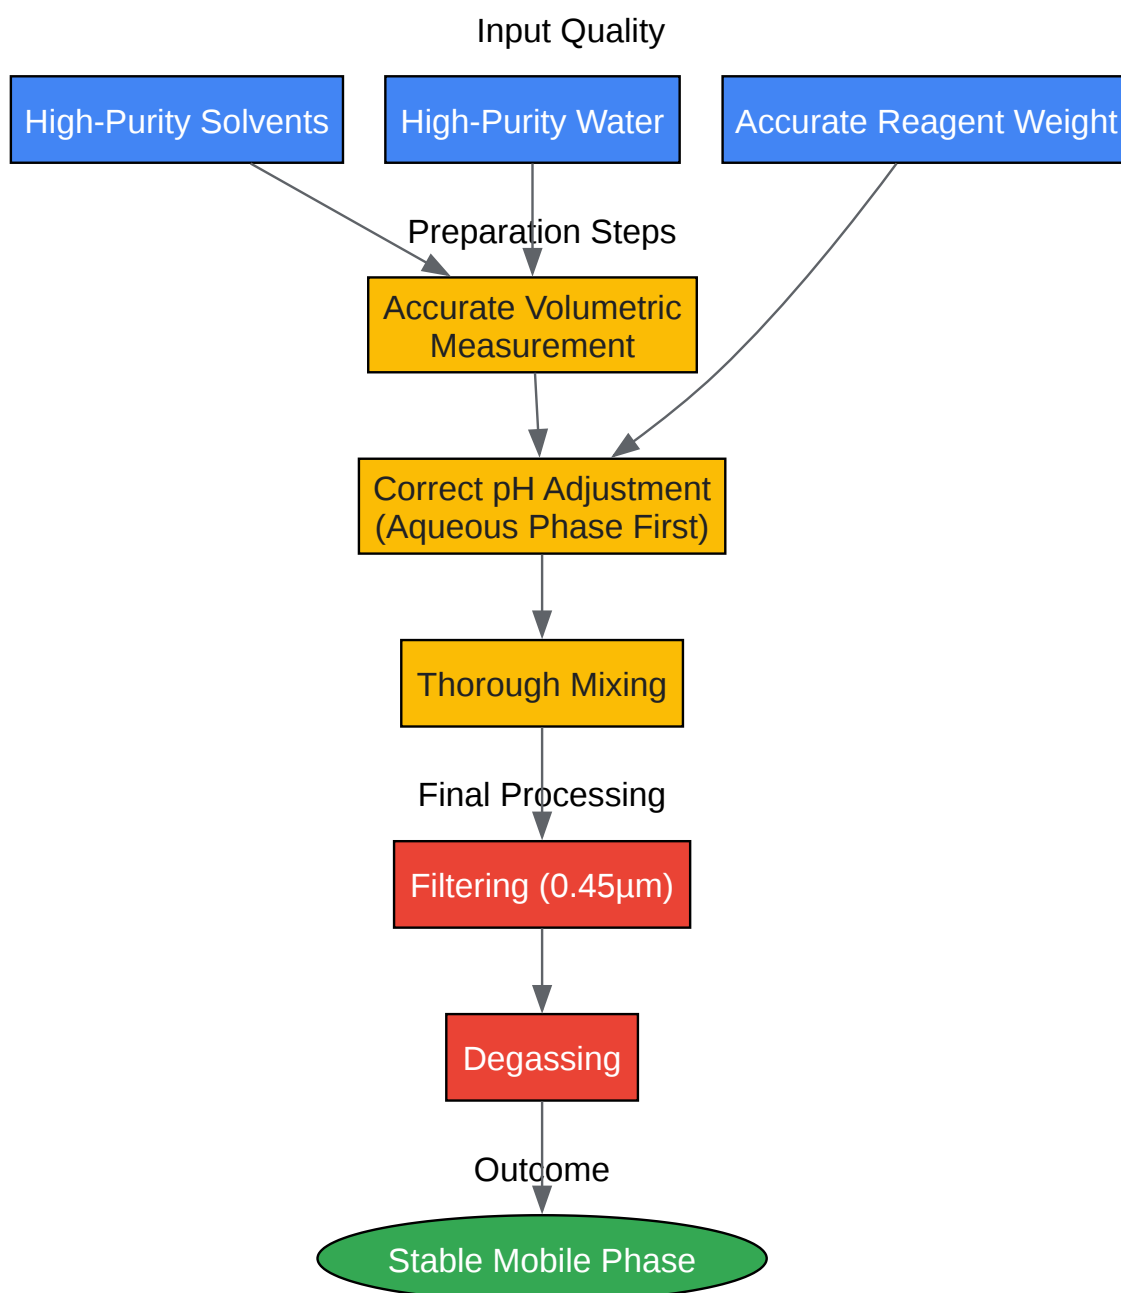 Input Quality
High-Purity Solvents
High-Purity Water
Accurate Reagent Weight
Preparation Steps
Accurate Volumetric
Measurement
Correct pH Adjustment
(Aqueous Phase First)
Thorough Mixing
Final Processing
Filtering (0.45µm)
Degassing
Outcome
Stable Mobile Phase